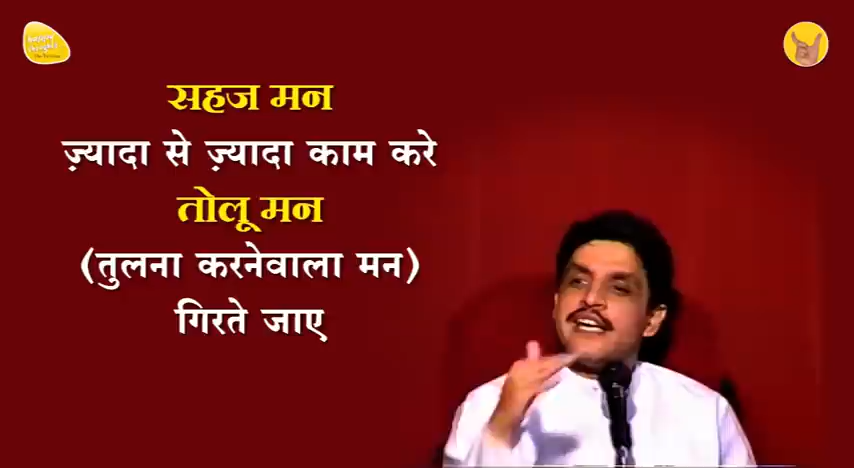 सहज मन
ज़्यादा से ज़्यादा काम करे
तोलू मन
(तुलना करनेवाला मन)
गिरते जाए